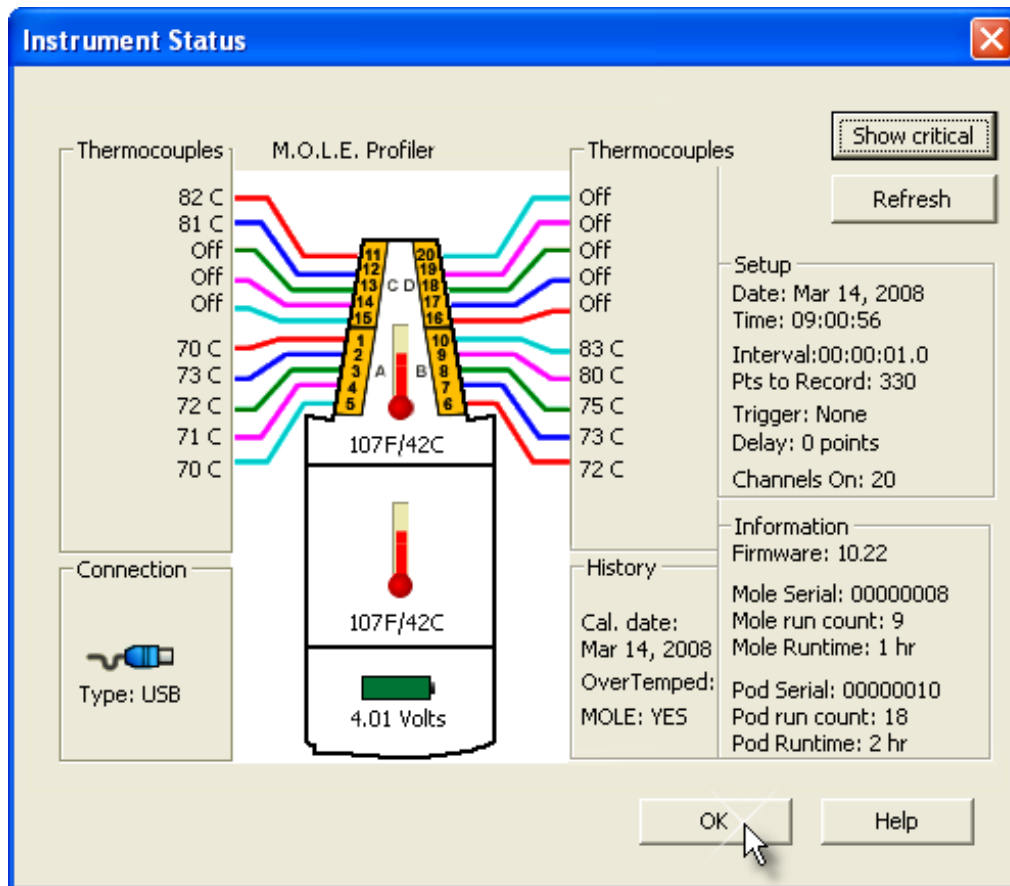 Instrument Status
Show critical
Refresh
Thermocouples
M.O.L.E. Profiler
Thermocouples
82 C
81 C
Off
Off
Off
70 C
73 C
72 C
71 C
70 C
11
12
13
14
15
1
2
3
4
5
C D
A B
20
19
18
17
16
10
9
8
7
6
Off
Off
Off
Off
Off
83 C
80 C
75 C
73 C
72 C
107F/42C
107F/42C
4.01 Volts
Setup
Date: Mar 14, 2008
Time: 09:00:56
Interval:00:00:01.0
Pts to Record: 330
Trigger: None
Delay: 0 points
Channels On: 20
Connection
Type: USB
History
Cal. date:
Mar 14, 2008
OverTemped:
MOLE: YES
Information
Firmware: 10.22
Mole Serial: 00000008
Mole run count: 9
Mole Runtime: 1 hr
Pod Serial: 00000010
Pod run count: 18
Pod Runtime: 2 hr
OK
Help